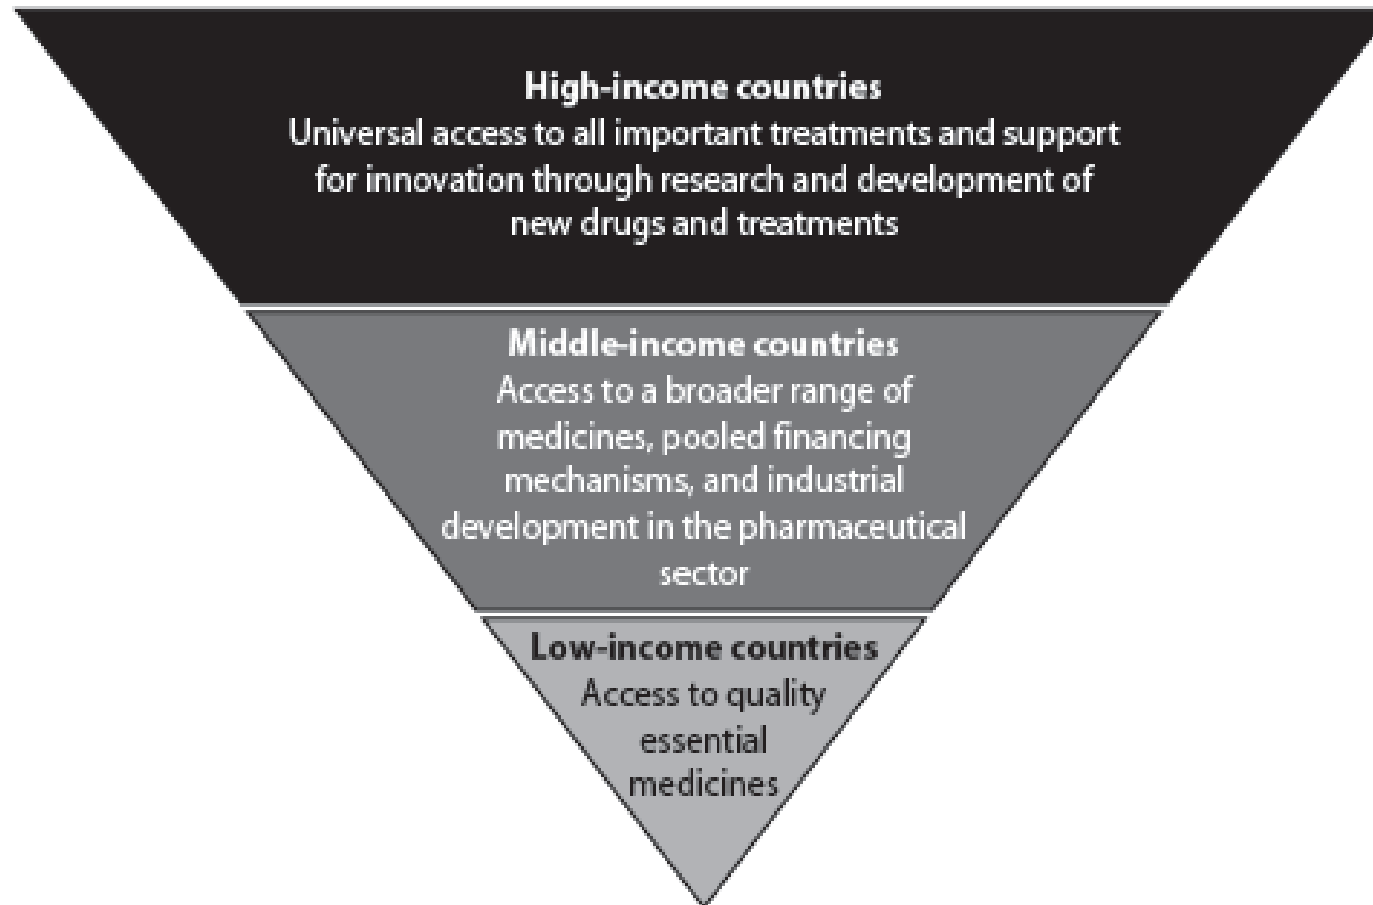 High-income countries
Universal access to all important treatments and support
for innovation through research and development of
new drugs and treatments
Middle-income countries
Access to a broader range of
medicines, pooled financing
mechanisms, and industrial
development in the pharmaceutical
sector
Low-income countries
Access to quality
essential
medicines